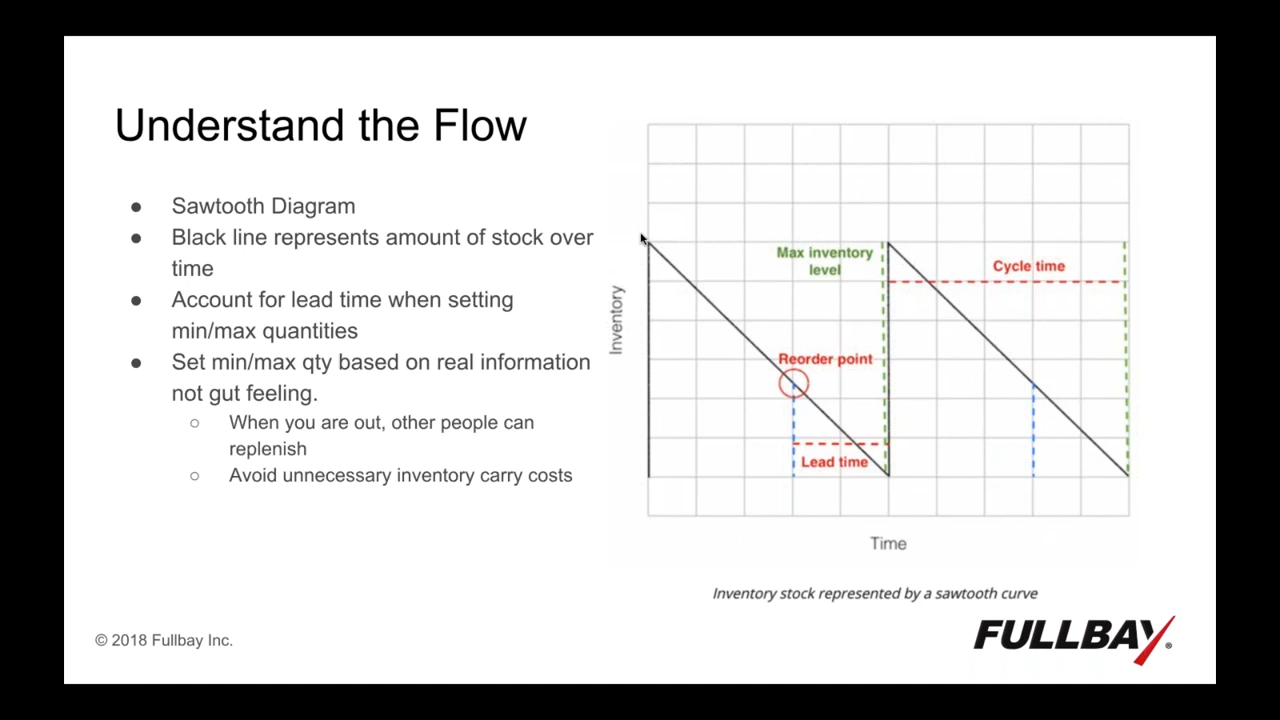 Understand the Flow
● Sawtooth Diagram
● Black line represents amount of stock over
time
● Account for lead time when setting
min/max quantities
● Set min/max qty based on real information
not gut feeling.
○ When you are out, other people can
replenish
○ Avoid unnecessary inventory carry costs
Inventory
Max inventory
level
Cycle time
Reorder point
Lead time
Time
Inventory stock represented by a sawtooth curve
© 2018 Fullbay Inc.
FULLBAY®